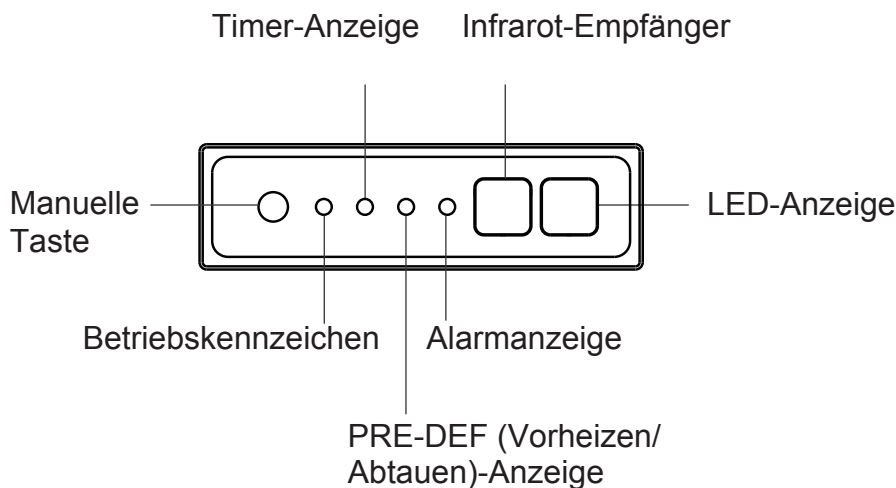 Timer-Anzeige
Infrarot-Empfänger
Manuelle
Taste
LED-Anzeige
Betriebskennzeichen
Alarmanzeige
PRE-DEF (Vorheizen/
Abtauen)-Anzeige